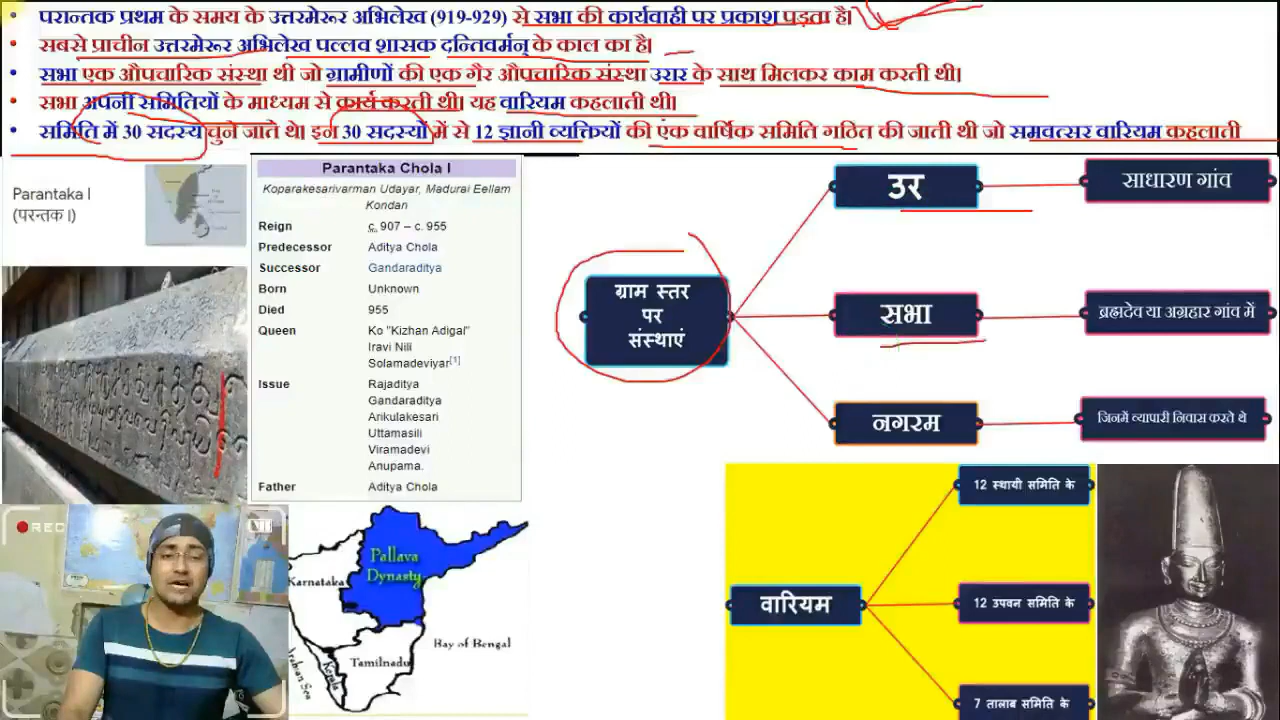 परान्तक प्रथम के समय के उत्तरमेरूर अभिलेख (919-929) से सभा की कार्यवाही पर प्रकाश पड़ता है।
सबसे प्राचीन उत्तरमेरूर अभिलेख पल्लव शासक दन्तिवर्मन् के काल का है।
सभा एक औपचारिक संस्था थी जो ग्रामीणों की एक गैर औपचारिक संस्था उरार के साथ मिलकर काम करती थी।
सभा अपनी समितियों के माध्यम से कार्य करती थी। यह वारियम कहलाती थी।
समिति में 30 सदस्य चुने जाते थे। इन 30 सदस्यों में से 12 ज्ञानी व्यक्तियों की एक वार्षिक समिति गठित की जाती थी जो समवत्सर वारियम कहलाती
Parantaka I
(परन्तक I)
Parantaka Chola I
Koparakesarivarman Udayar, Madurai Eellam
Kondan
Reign c. 907 – c. 955
Predecessor Aditya Chola
Successor Gandaraditya
Born Unknown
Died 955
Queen Ko "Kizhan Adigal"
Iravi Nili
Solamadeviyar[1]
Issue Rajaditya
Gandaraditya
Arikulakesari
Uttamasili
Viramadevi
Anupama.
Father Aditya Chola
ग्राम स्तर
पर
संस्थाएं
उर
साधारण गांव
सभा
ब्रह्मदेव या अग्रहार गांव में
नगरम
जिनमें व्यापारी निवास करते थे
वारियम
12 स्थायी समिति के
12 उपवन समिति के
7 तालाब समिति के
REC
Pallava
Dynasty
Karnataka
Bay of Bengal
Tamilnadu
Kerala
Arabian Sea